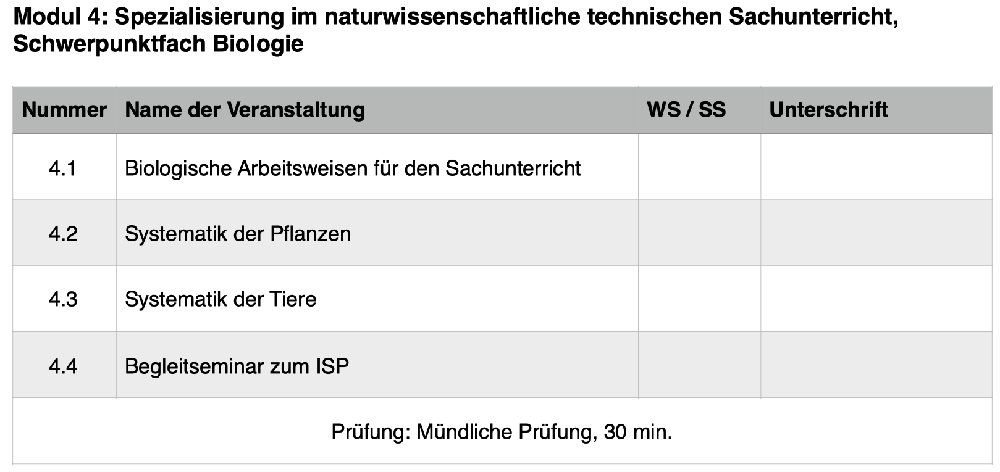 Modul 4: Spezialisierung im naturwissenschaftliche technischen Sachunterricht,
Schwerpunktfach Biologie
Nummer Name der Veranstaltung WS / SS Unterschrift
4.1 Biologische Arbeitsweisen für den Sachunterricht
4.2 Systematik der Pflanzen
4.3 Systematik der Tiere
4.4 Begleitseminar zum ISP
Prüfung: Mündliche Prüfung, 30 min.